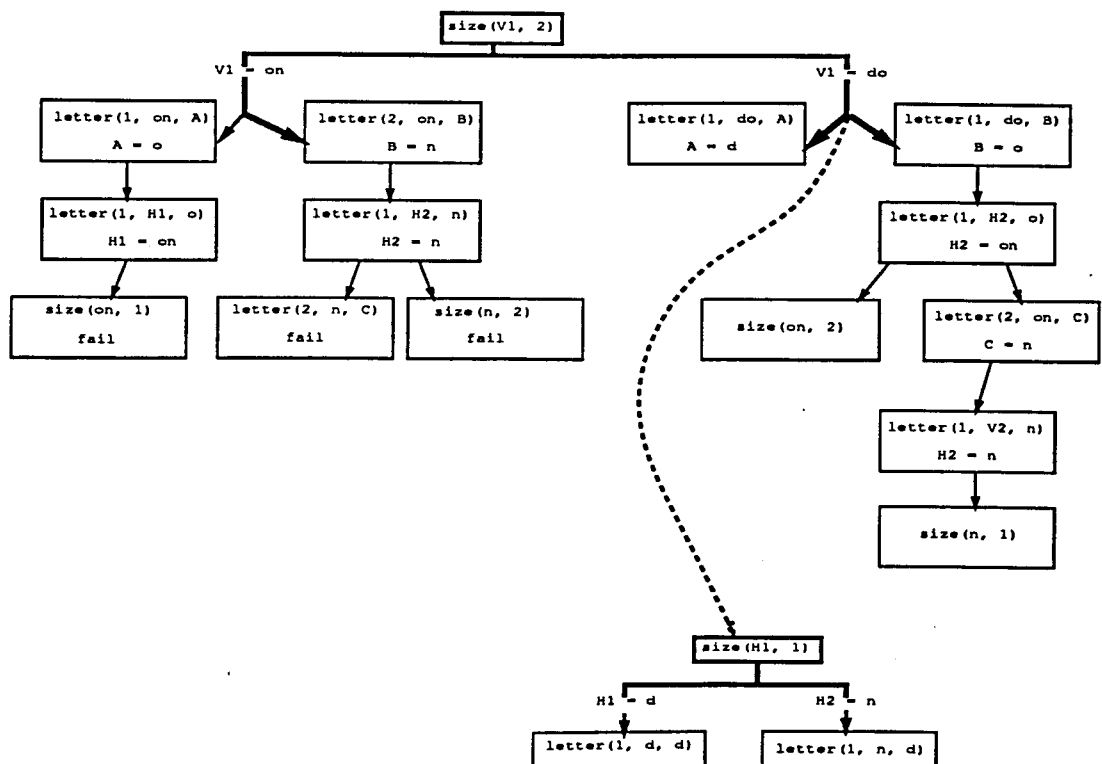 size(V1, 2)
V1 = on
V1 = do
letter(1, on, A)
A = o
letter(2, on, B)
B = n
letter(1, do, A)
A = d
letter(1, do, B)
B = o
letter(1, H1, o)
H1 = on
letter(1, H2, n)
H2 = n
letter(1, H2, o)
H2 = on
size(on, 1)
fail
letter(2, n, C)
fail
size(n, 2)
fail
size(on, 2)
letter(2, on, C)
C = n
letter(1, V2, n)
H2 = n
size(n, 1)
size(H1, 1)
H1 = d
H2 = n
letter(1, d, d)
letter(1, n, d)